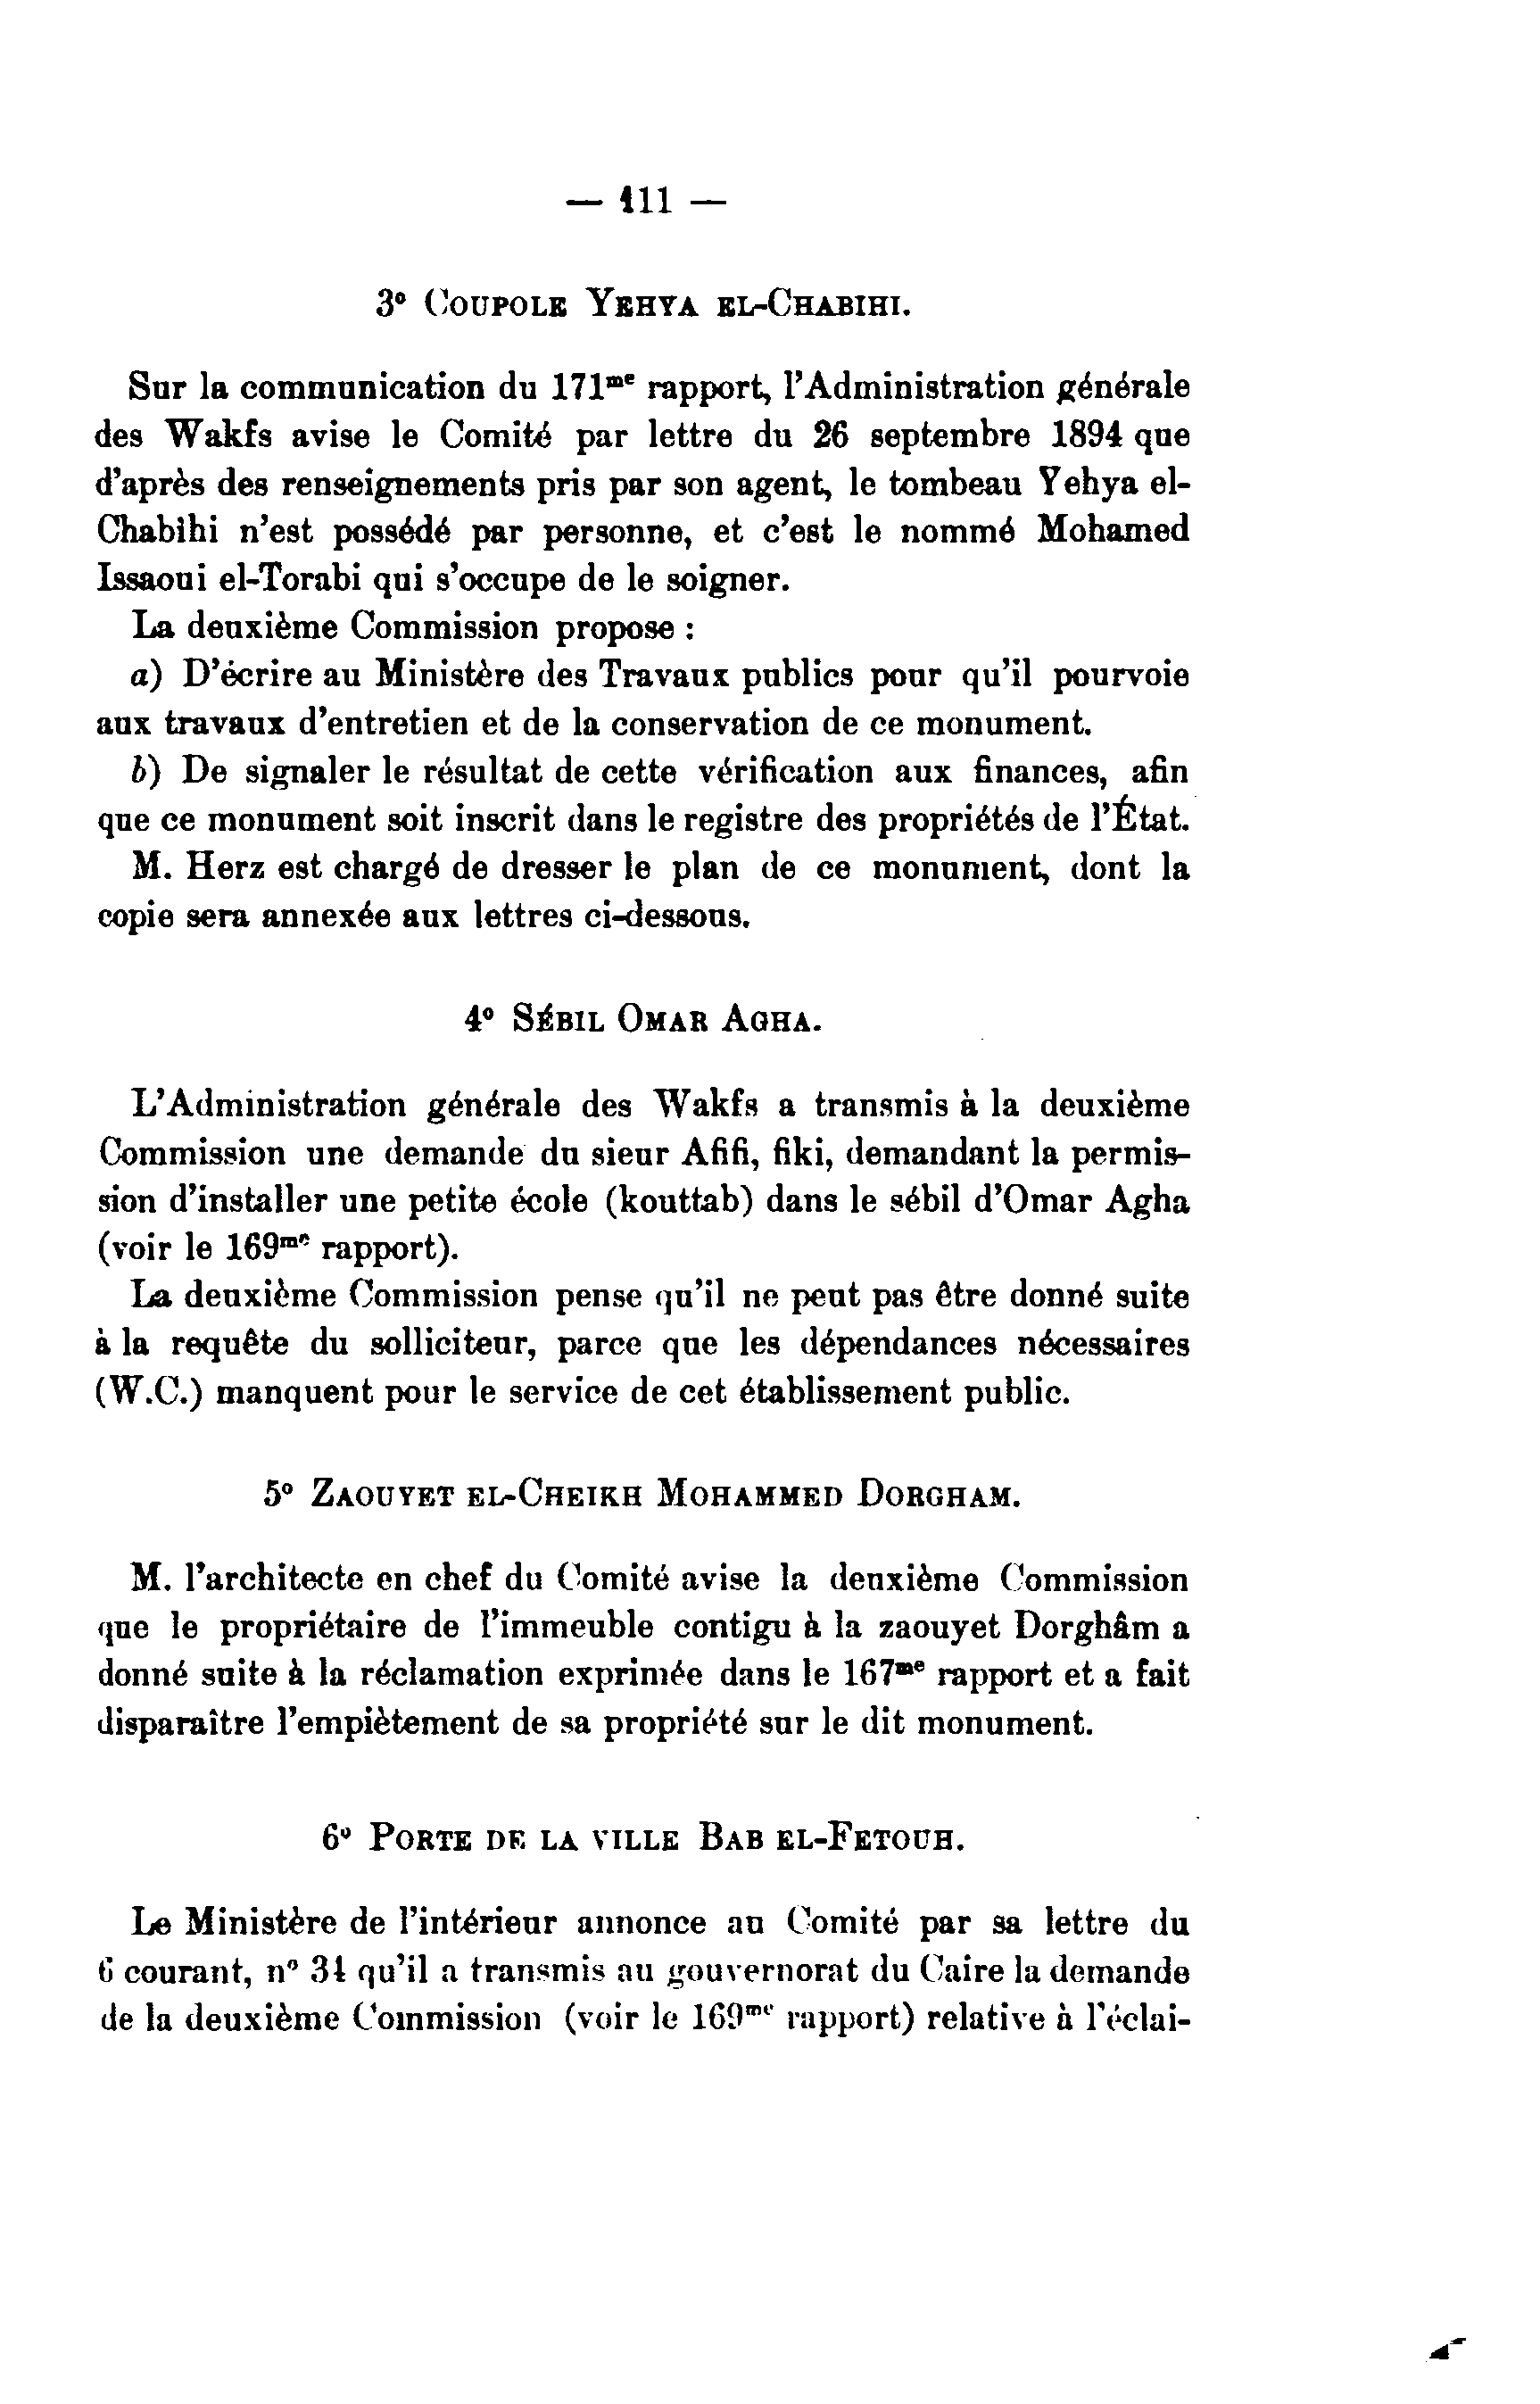 — 111 —
3° COUPOLE YEHYA EL-CHABIHI.
Sur la communication du 171me rapport, l'Administration générale
des Wakfs avise le Comité par lettre du 26 septembre 1894 que
d'après des renseignements pris par son agent, le tombeau Yehya el-
Chabihi n'est possédé par personne, et c'est le nommé Mohamed
Issaoui el-Torabi qui s'occupe de le soigner.
La deuxième Commission propose :
a) D'écrire au Ministère des Travaux publics pour qu'il pourvoie
aux travaux d'entretien et de la conservation de ce monument.
b) De signaler le résultat de cette vérification aux finances, afin
que ce monument soit inscrit dans le registre des propriétés de l'État.
M. Herz est chargé de dresser le plan de ce monument, dont la
copie sera annexée aux lettres ci-dessous.
4° SÉBIL OMAR AGHA.
L'Administration générale des Wakfs a transmis à la deuxième
Commission une demande du sieur Afifi, fiki, demandant la permis-
sion d'installer une petite école (kouttab) dans le sébil d'Omar Agha
(voir le 169me rapport).
La deuxième Commission pense qu'il ne peut pas être donné suite
à la requête du solliciteur, parce que les dépendances nécessaires
(W.C.) manquent pour le service de cet établissement public.
5° ZAOUYET EL-CHEIKH MOHAMMED DORGHAM.
M. l'architecte en chef du Comité avise la deuxième Commission
que le propriétaire de l'immeuble contigu à la zaouyet Dorghâm a
donné suite à la réclamation exprimée dans le 167me rapport et a fait
disparaître l'empiètement de sa propriété sur le dit monument.
6° PORTE DE LA VILLE BAB EL-FETOUH.
Le Ministère de l'intérieur annonce au Comité par sa lettre du
6 courant, n° 34 qu'il a transmis au gouvernorat du Caire la demande
de la deuxième Commission (voir le 169me rapport) relative à l'éclai-